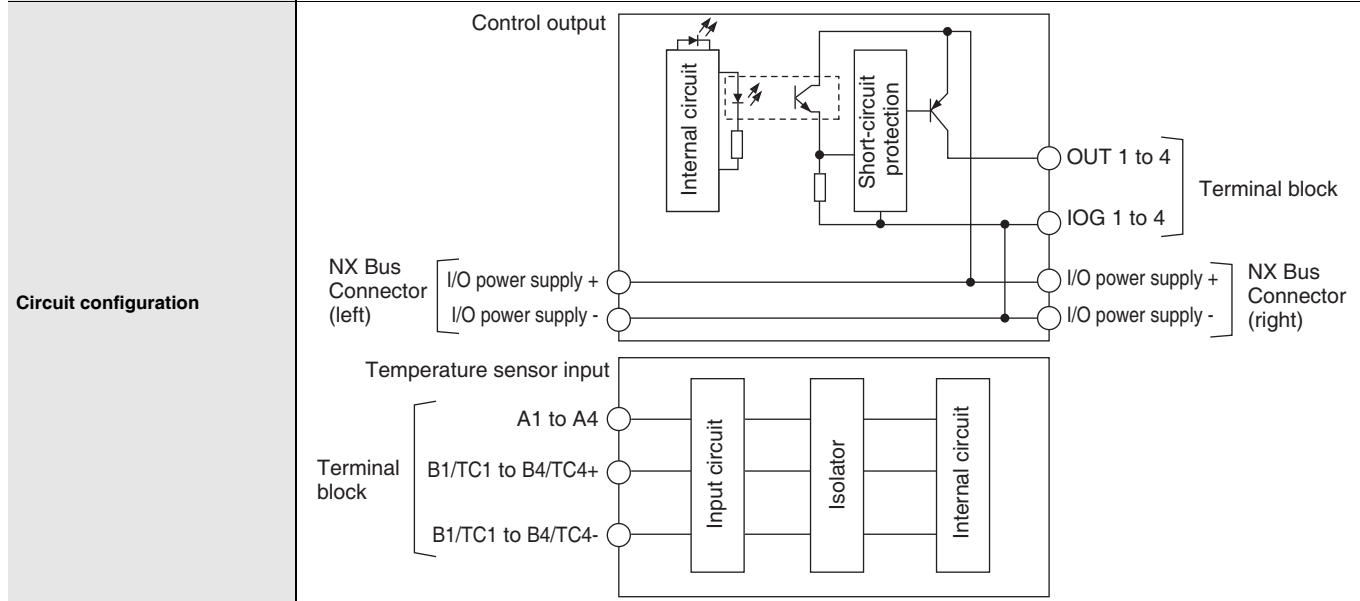 Circuit configuration
Control output
Internal circuit
Short-circuit
protection
OUT 1 to 4
IOG 1 to 4
Terminal block
NX Bus
Connector
(left)
I/O power supply +
I/O power supply -
I/O power supply +
I/O power supply -
NX Bus
Connector
(right)
Temperature sensor input
Terminal
block
A1 to A4
B1/TC1 to B4/TC4+
B1/TC1 to B4/TC4-
Input circuit
Isolator
Internal circuit